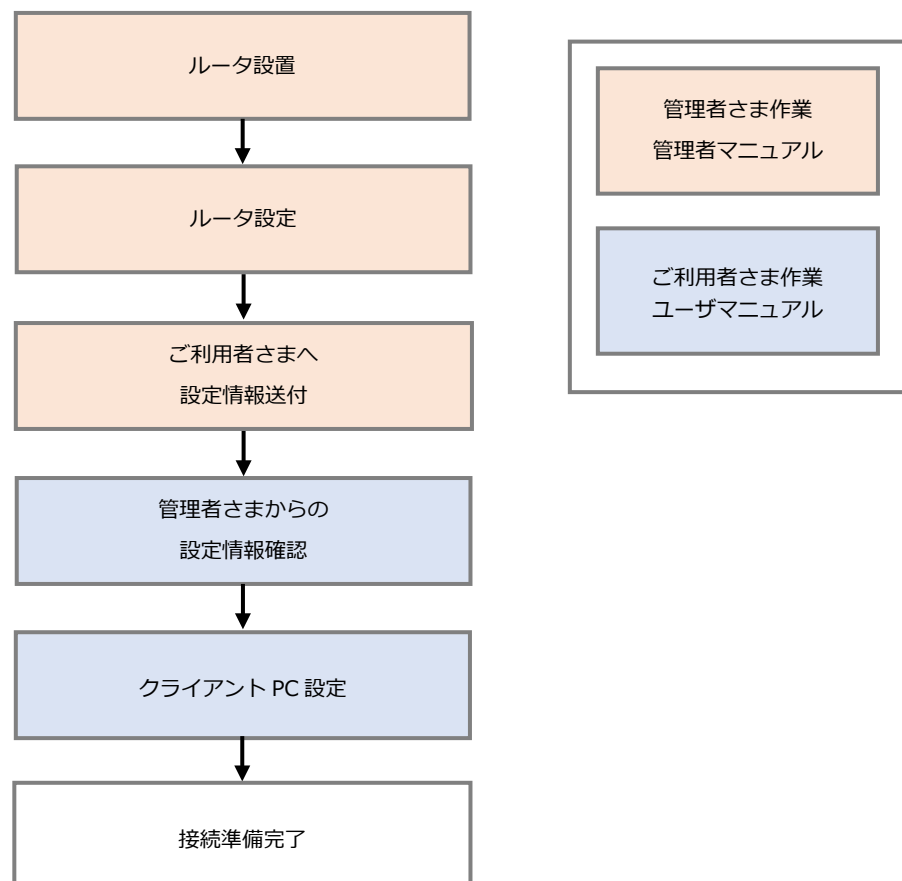 ルータ設置
ルータ設定
ご利用者さまへ
設定情報送付
管理者さまからの
設定情報確認
クライアント PC 設定
接続準備完了
管理者さま作業
管理者マニュアル
ご利用者さま作業
ユーザマニュアル